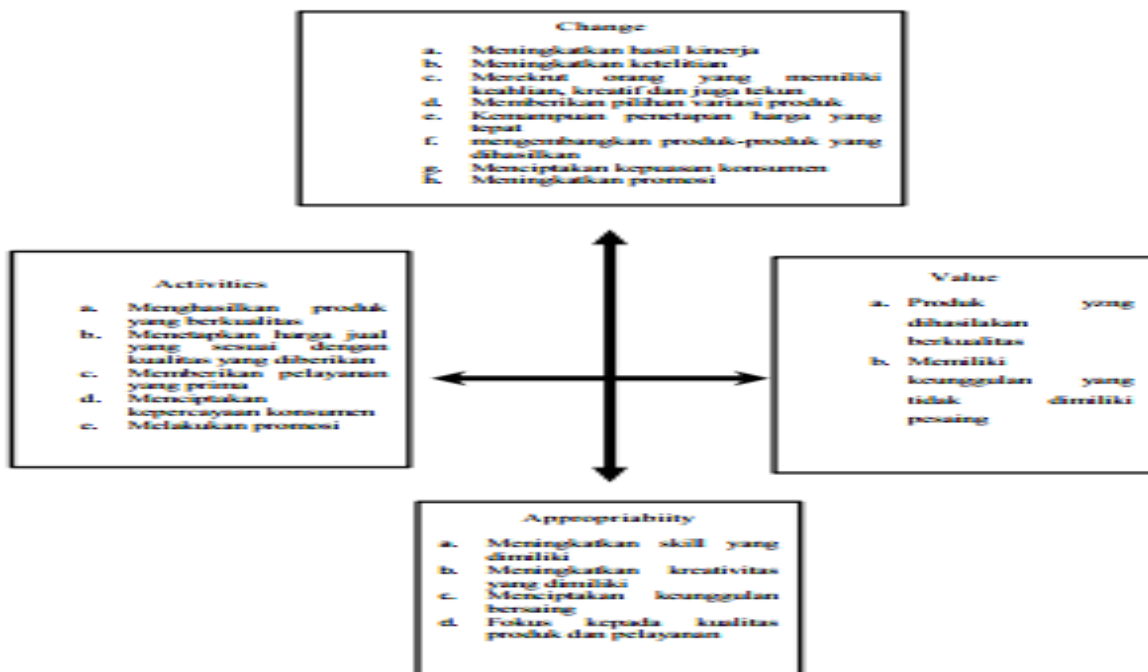 Change
a. Meningkatkan hasil kinerja
b. Meningkatkan ketelitian
c. Merekrut orang yang memiliki
keahlian, kreatif dan juga tekun
d. Memberikan pilihan variasi produk
e. Kemampuan penetapan harga yang
tepat
f. mengembangkan produk-produk yang
dihasilkan
g. Menciptakan kepuasan konsumen
h. Meningkatkan promosi
Activities
a. Menghasilkan produk
yang berkualitas
b. Menetapkan harga jual
yang sesuai dengan
kualitas yang diberikan
c. Memberikan pelayanan
yang prima
d. Menciptakan
kepercayaan konsumen
e. Melakukan promosi
Value
a. Produk yzng
dihasilakan
berkualitas
b. Memiliki
keunggulan yang
tidak dimiliki
pesaing
Appropriabiity
a. Meningkatkan skill yang
dimiliki
b. Meningkatkan kreativitas
yang dimiliki
c. Menciptakan keunggulan
bersaing
d. Fokus kepada kualitas
produk dan pelayanan